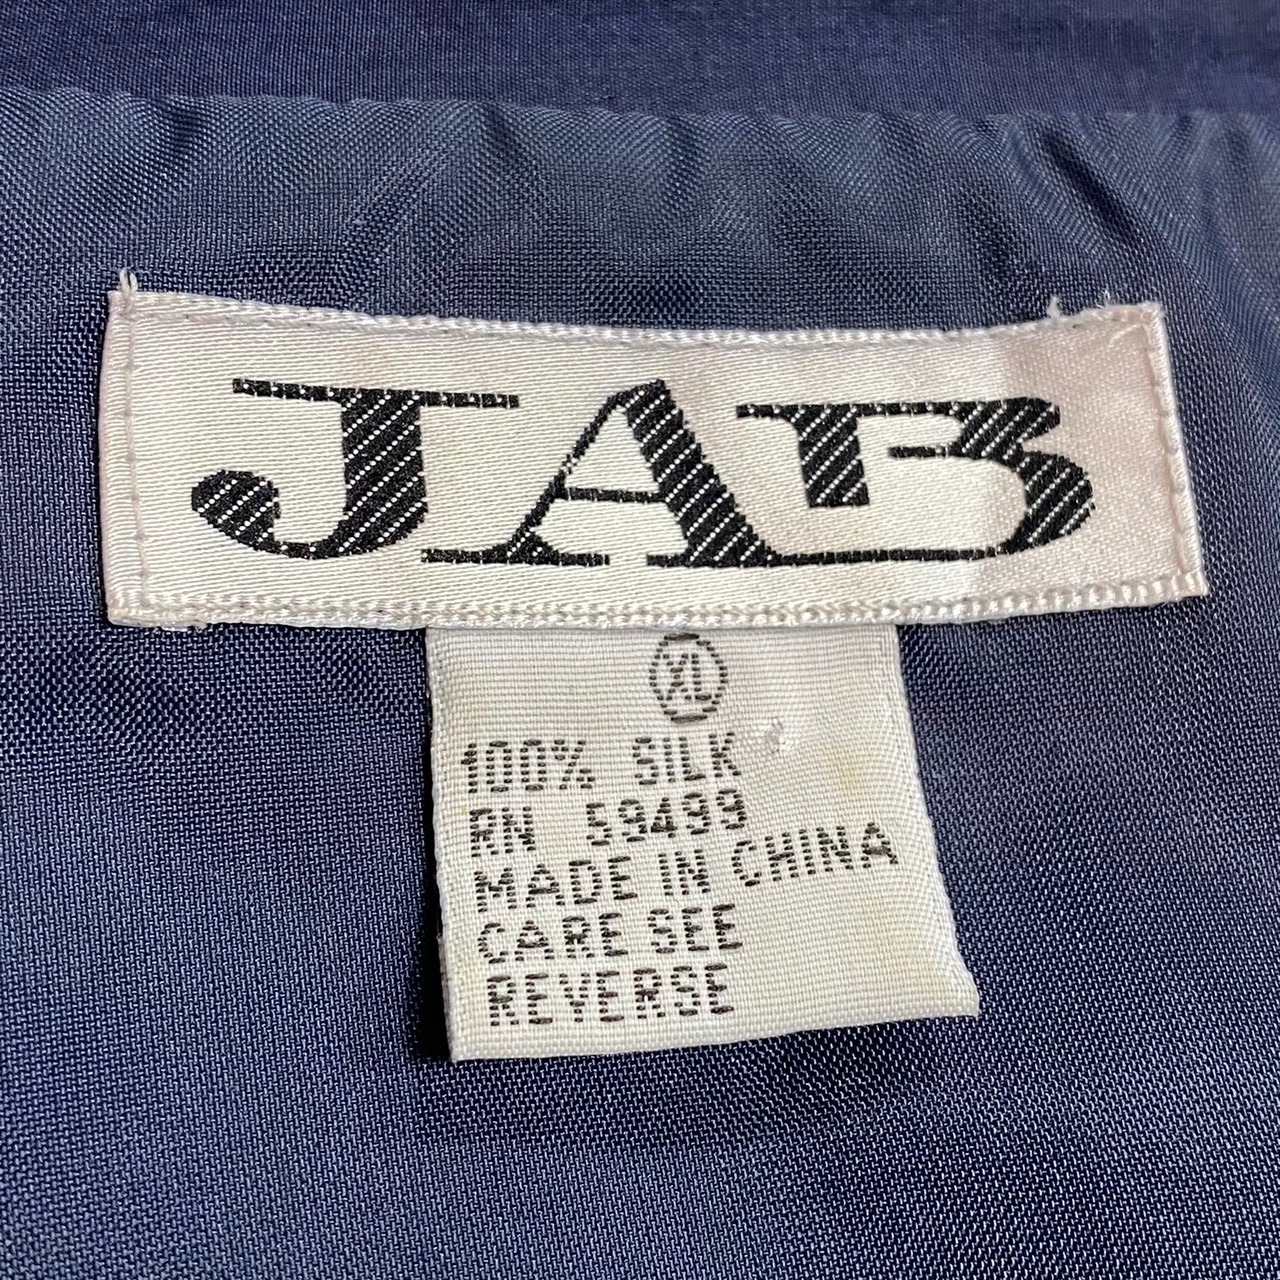 JAB
XL
100% SILK
RN 59499
MADE IN CHINA
CARE SEE
REVERSE